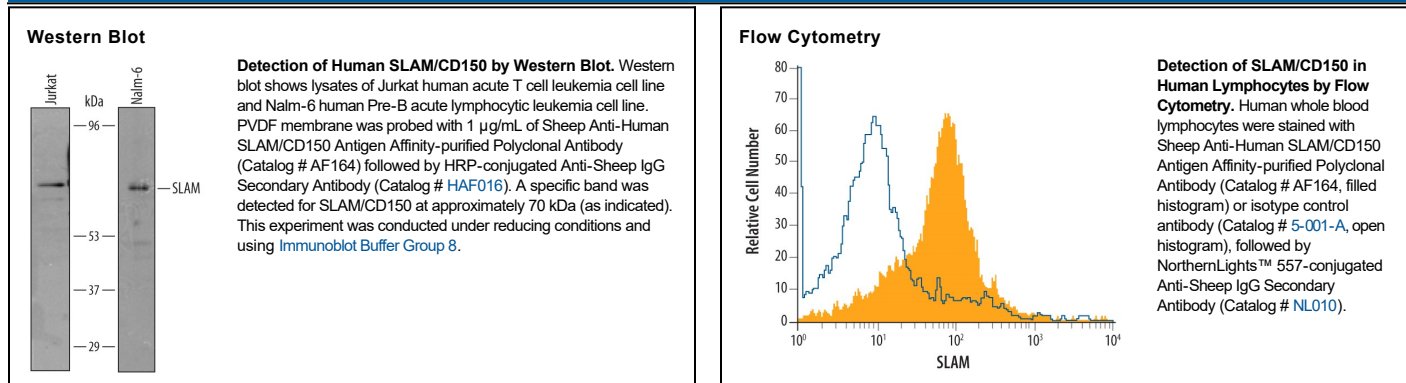 Western Blot
Jurkat
kDa
Nalm-6
96
SLAM
53
37
29
Detection of Human SLAM/CD150 by Western Blot. Western
blot shows lysates of Jurkat human acute T cell leukemia cell line
and Nalm-6 human Pre-B acute lymphocytic leukemia cell line.
PVDF membrane was probed with 1 µg/mL of Sheep Anti-Human
SLAM/CD150 Antigen Affinity-purified Polyclonal Antibody
(Catalog # AF164) followed by HRP-conjugated Anti-Sheep IgG
Secondary Antibody (Catalog # HAF016). A specific band was
detected for SLAM/CD150 at approximately 70 kDa (as indicated).
This experiment was conducted under reducing conditions and
using Immunoblot Buffer Group 8.
Flow Cytometry
Relative Cell Number
80
70
60
50
40
30
20
10
0
10⁰ 10¹ 10² 10³ 10⁴
SLAM
Detection of SLAM/CD150 in
Human Lymphocytes by Flow
Cytometry. Human whole blood
lymphocytes were stained with
Sheep Anti-Human SLAM/CD150
Antigen Affinity-purified Polyclonal
Antibody (Catalog # AF164, filled
histogram) or isotype control
antibody (Catalog # 5-001-A, open
histogram), followed by
NorthernLights™ 557-conjugated
Anti-Sheep IgG Secondary
Antibody (Catalog # NL010).